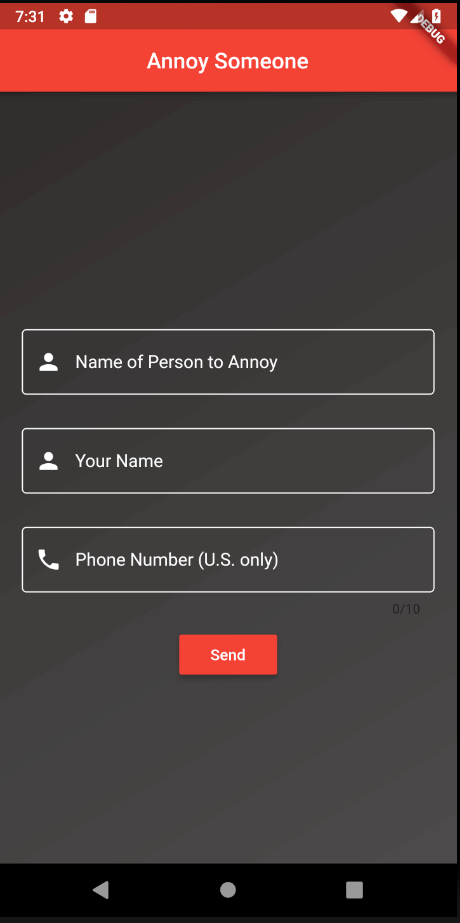 7:31
DEBUG
Annoy Someone
Name of Person to Annoy
Your Name
Phone Number (U.S. only)
0/10
Send